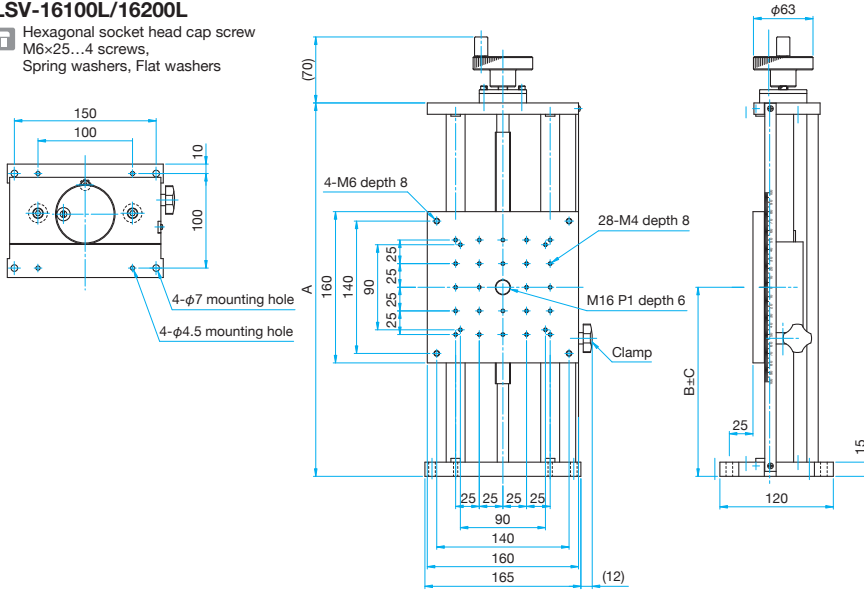 LSV-16100L/16200L
Hexagonal socket head cap screw
M6×25…4 screws,
Spring washers, Flat washers
150
100
10
100
4-φ7 mounting hole
4-φ4.5 mounting hole
(70)
A
4-M6 depth 8
28-M4 depth 8
160
140
90
25
25
25
25
M16 P1 depth 6
Clamp
25
25
25
25
90
140
160
165
(12)
φ63
B±C
25
15
120